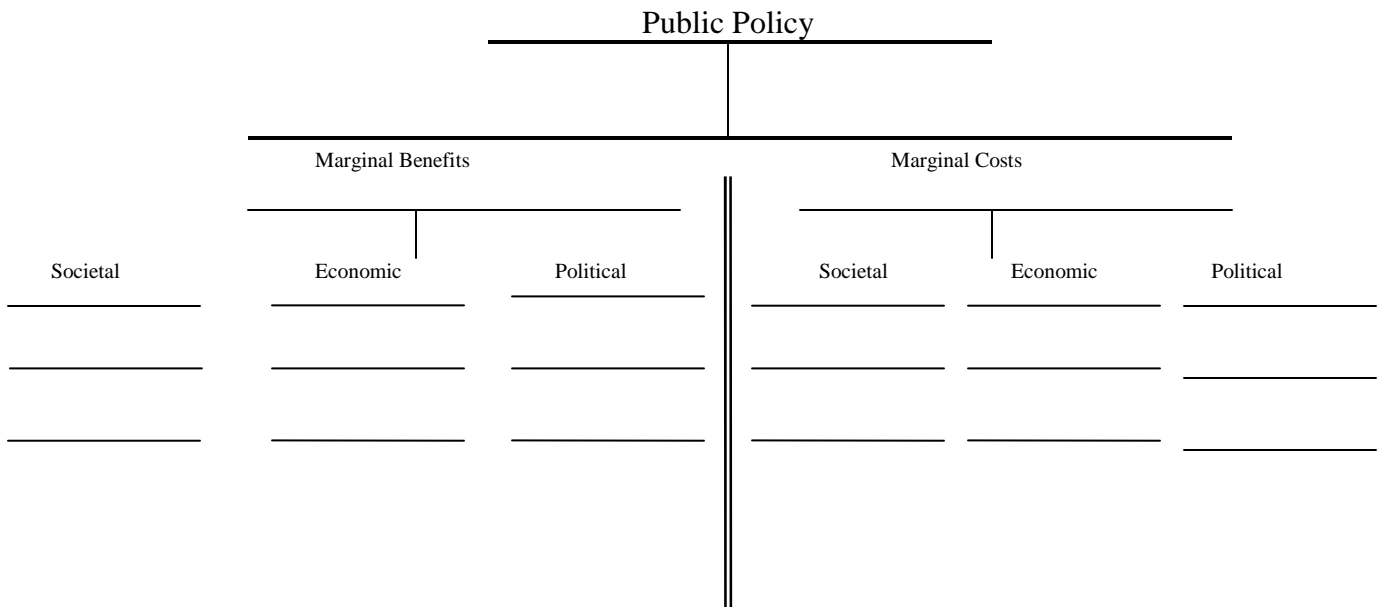 Public Policy
Marginal Benefits Marginal Costs
Societal Economic Political Societal Economic Political